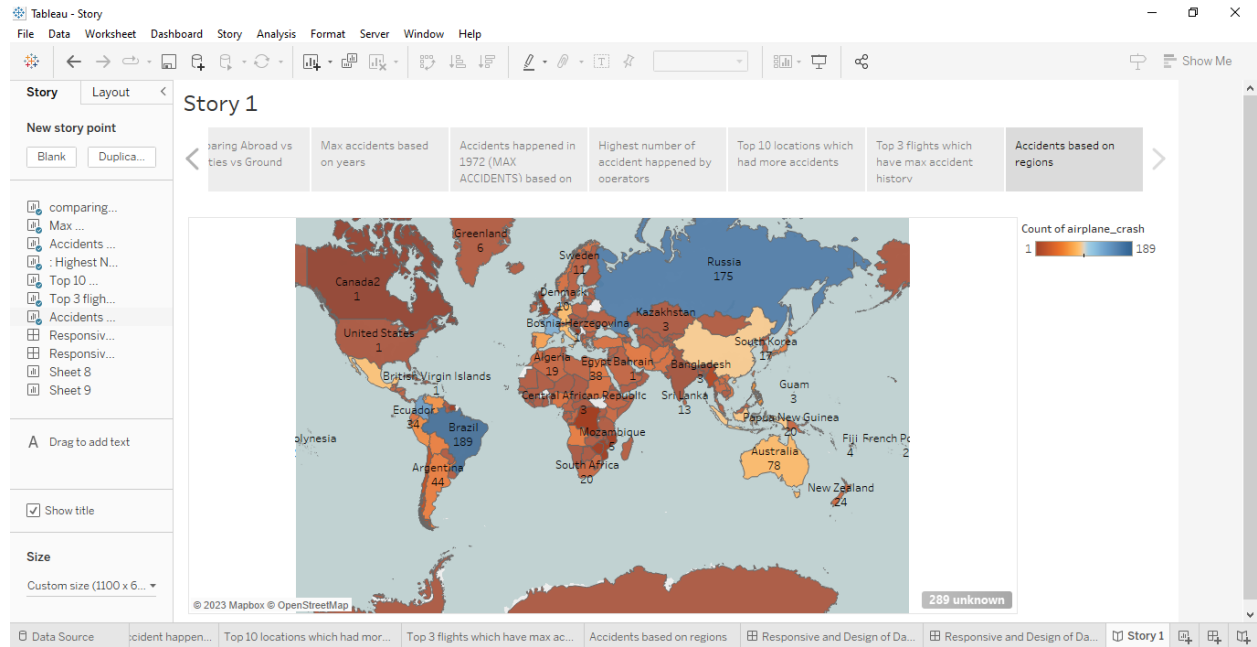 Tableau - Story
File Data Worksheet Dashboard Story Analysis Format Server Window Help
Show Me
Story Layout
New story point
Blank Duplica...
comparing...
Max ...
Accidents ...
: Highest N...
Top 10 ...
Top 3 fligh...
Accidents ...
Responsiv...
Responsiv...
Sheet 8
Sheet 9
A Drag to add text
Show title
Size
Custom size (1100 x 6...
Story 1
paring Abroad vs
ties vs Ground
Max accidents based
on years
Accidents happened in
1972 (MAX
ACCIDENTS) based on
Highest number of
accident happened by
operators
Top 10 locations which
had more accidents
Top 3 flights which
have max accident
history
Accidents based on
regions
Count of airplane_crash
1 189
Greenland
6
Sweden
11
Russia
175
Canada2
1
Denmark
10
Kazakhstan
3
United States
1
Bosnia-Herzegovina
South Korea
17
Algeria
19
Egypt
38
Bahrain
1
Bangladesh
British Virgin Islands
1
Central African Republic
3
Sri Lanka
13
Guam
3
Ecuador
34
Brazil
189
Mozambique
5
Papua New Guinea
20
olynesia
Fiji
4
French Po
2
Australia
78
Argentina
44
South Africa
20
New Zealand
24
© 2023 Mapbox © OpenStreetMap
289 unknown
Data Source
ccident happen...
Top 10 locations which had mor...
Top 3 flights which have max ac...
Accidents based on regions
Responsive and Design of Da...
Responsive and Design of Da...
Story 1